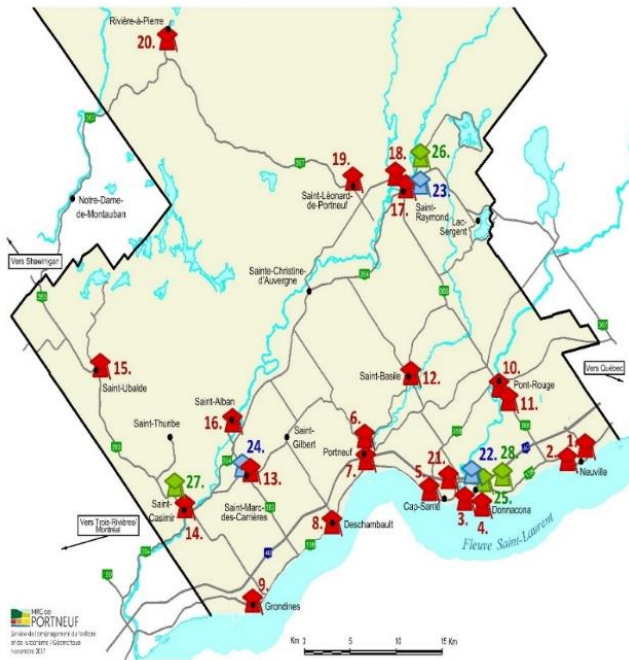 Rivière-à-Pierre
20.
Notre-Dame-
de-Montauban
Vers Shawinigan
19.
Saint-Léonard-
de-Portneuf
18.
26.
23.
17.
Saint-
Raymond
Lac-
Sergent
Sainte-Christine-
d'Auvergne
Vers Québec
15.
Saint-Ubalde
Saint-Thuribe
Saint-Alban
16.
Saint-
Gilbert
Saint-Basile
12.
10.
Pont-Rouge
11.
6.
Portneuf
7.
24.
13.
27.
Saint-
Casimir
14.
Saint-Marc-
des-Carrières
21.
22.
28.
5.
Cap-Santé
3.
4.
25.
Donnacona
2.
1.
Neuville
8.
Deschambault
Fleuve Saint-Laurent
Vers Trois-Rivières/
Montréal
9.
Grondines
MRC de
PORTNEUF
Novembre 2017
Km 0 5 10 15 Km